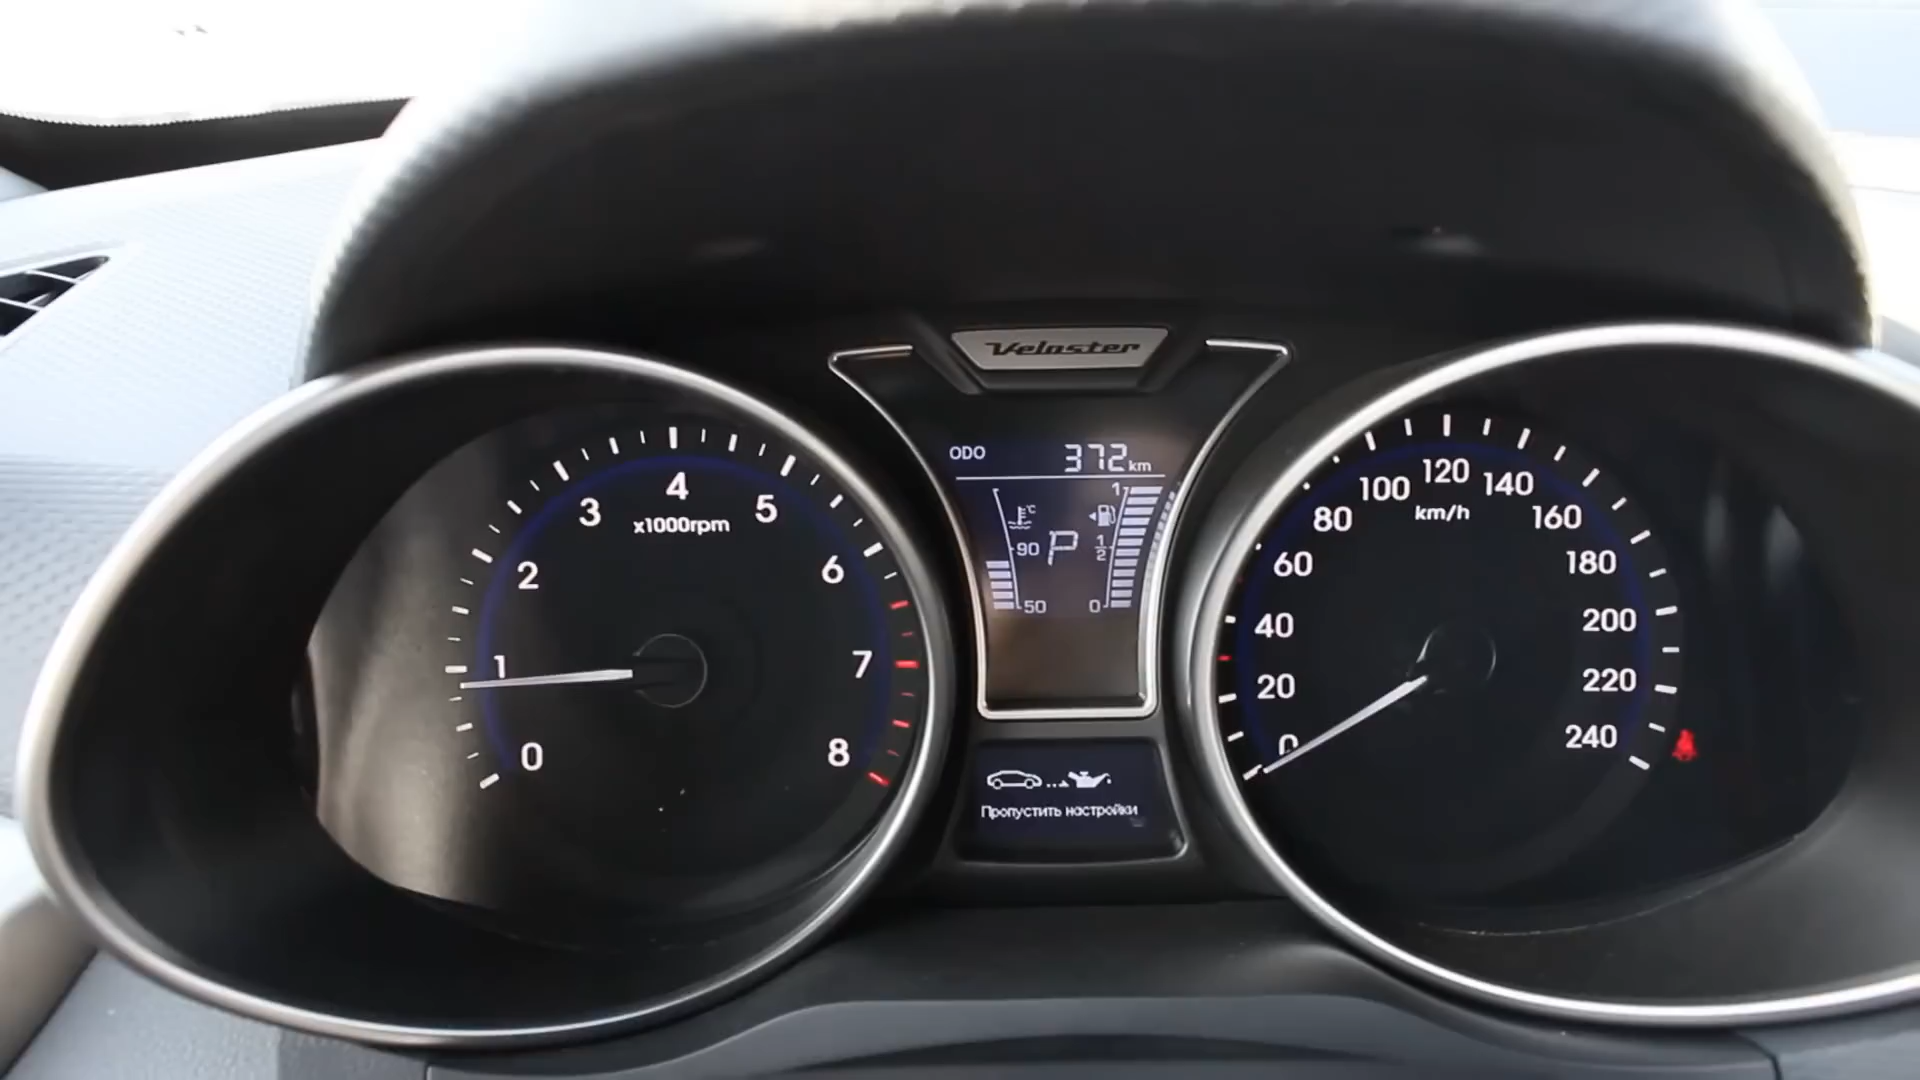 Veloster
ODO 372 km
°C
1
90 P 1/2
50 0
0 1 2 3 4 5 6 7 8
x1000rpm
0 20 40 60 80 100 120 140 160 180 200 220 240
km/h
Пропустить настройки